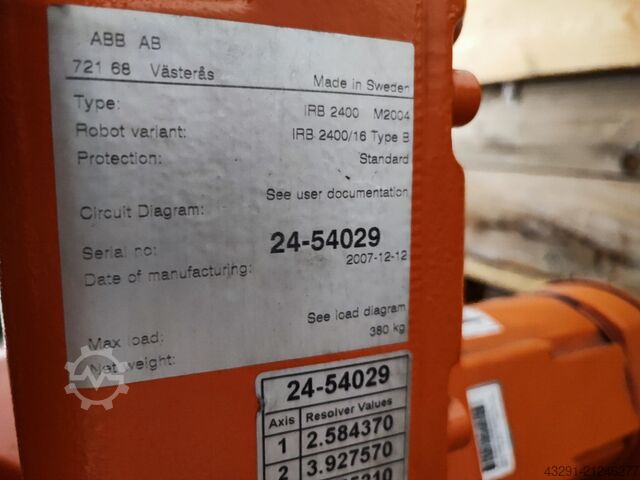 ABB AB
721 68 Västerås
Made in Sweden
Type: IRB 2400 M2004
Robot variant: IRB 2400/16 Type B
Protection: Standard
Circuit Diagram: See user documentation
Serial no: 24-54029
Date of manufacturing: 2007-12-12
Max load: See load diagram
Net weight: 380 kg
24-54029
Axis Resolver Values
1 2.584370
2 3.927570